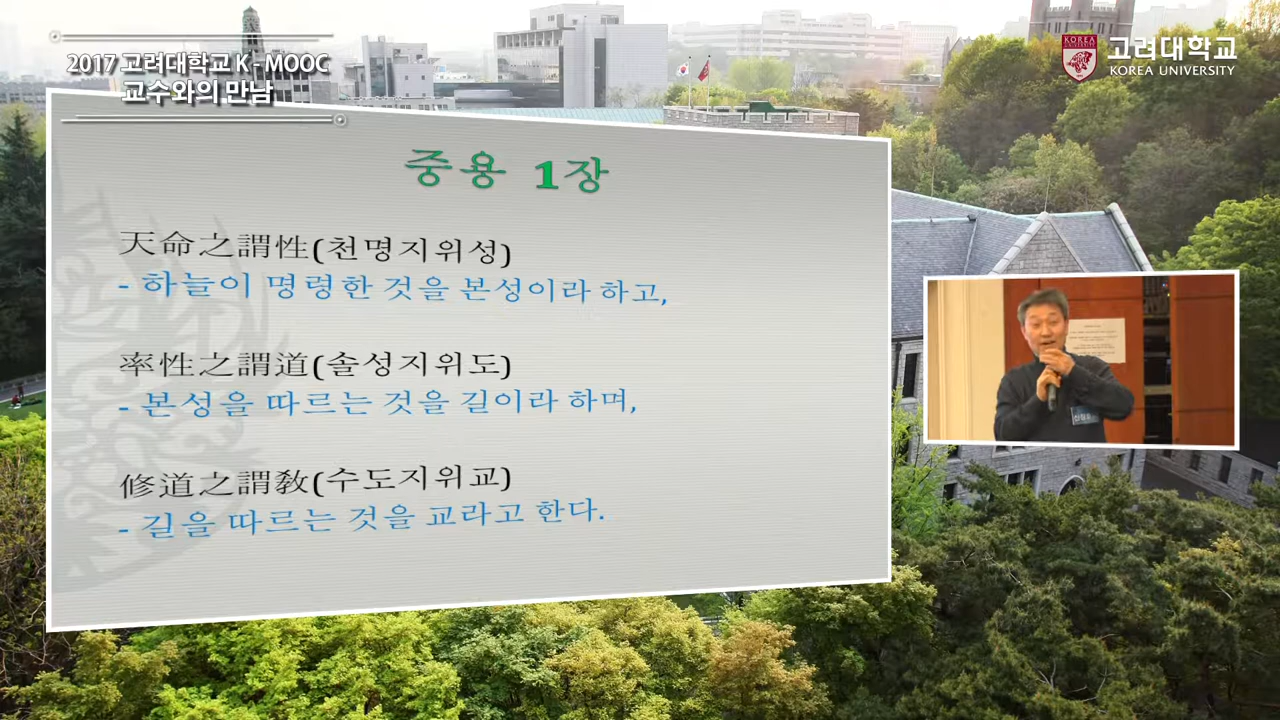 2017 고려대학교 K - MOOC
교수와의 만남
고려대학교
KOREA UNIVERSITY
KOREA
중용 1장
天命之謂性(천명지위성)
- 하늘이 명령한 것을 본성이라 하고,
率性之謂道(솔성지위도)
- 본성을 따르는 것을 길이라 하며,
修道之謂敎(수도지위교)
- 길을 따르는 것을 교라고 한다.